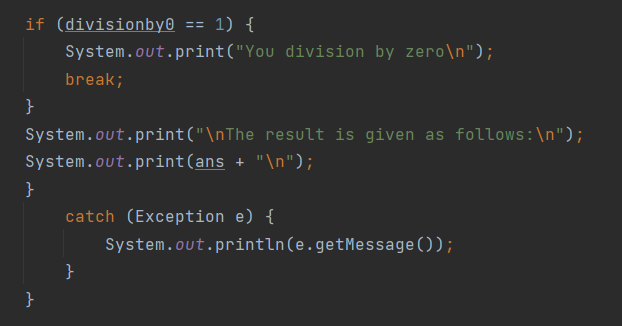 if (divisionby0 == 1) {
System.out.print("You division by zero\n");
break;
}
System.out.print("\nThe result is given as follows:\n");
System.out.print(ans + "\n");
}
catch (Exception e) {
System.out.println(e.getMessage());
}
}